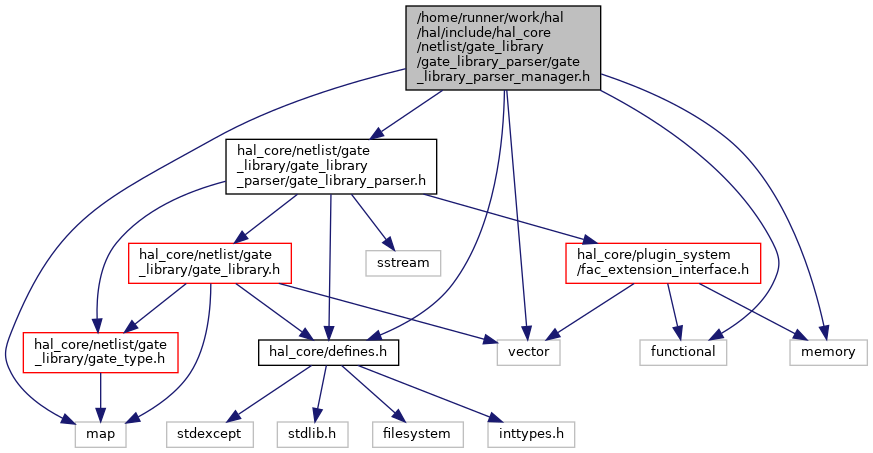 /home/runner/work/hal
/hal/include/hal_core
/netlist/gate_library
/gate_library_parser/gate
_library_parser_manager.h
hal_core/netlist/gate
_library/gate_library
_parser/gate_library_parser.h
hal_core/netlist/gate
_library/gate_library.h
sstream
hal_core/plugin_system
/fac_extension_interface.h
hal_core/netlist/gate
_library/gate_type.h
hal_core/defines.h
vector
functional
memory
map
stdexcept
stdlib.h
filesystem
inttypes.h